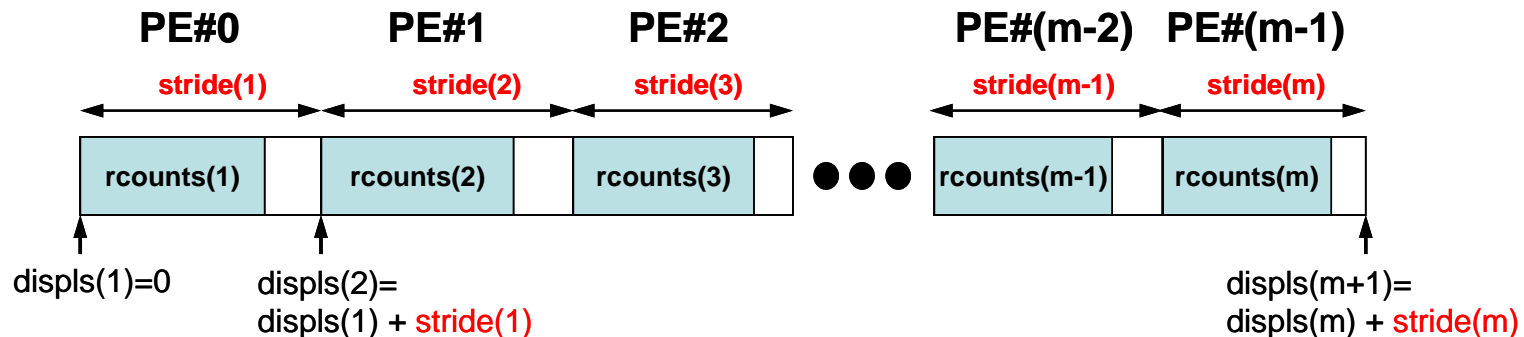 PE#0 PE#1 PE#2 PE#(m-2) PE#(m-1)
stride(1) stride(2) stride(3) stride(m-1) stride(m)
rcounts(1) rcounts(2) rcounts(3) rcounts(m-1) rcounts(m)
displs(1)=0 displs(2)= displs(m+1)=
displs(1) + stride(1) displs(m) + stride(m)